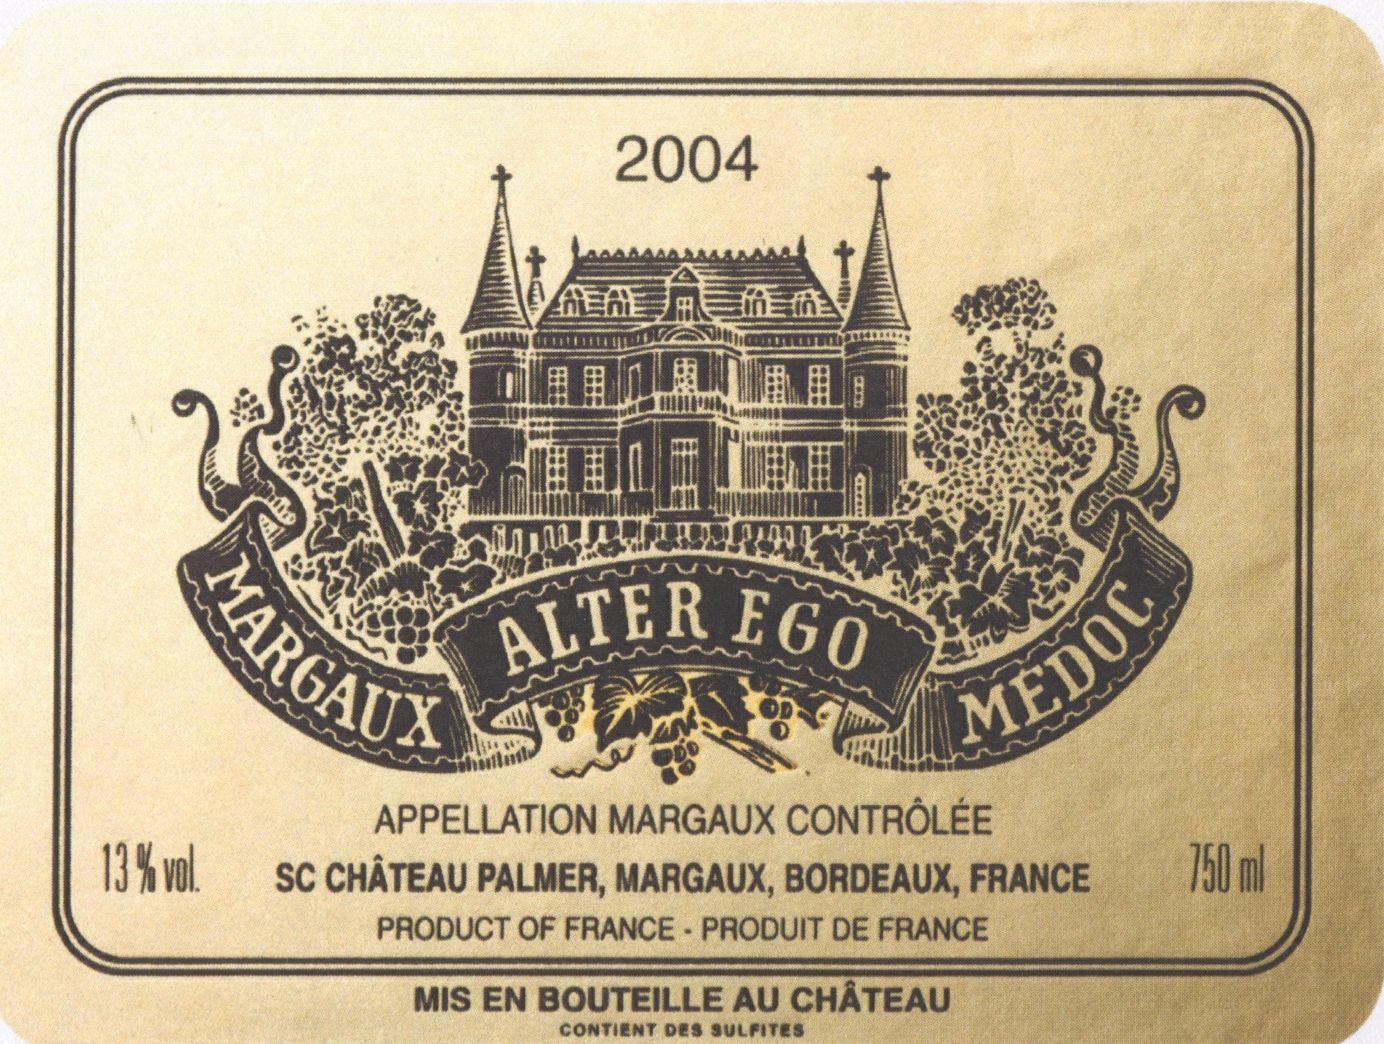 2004
MARGAUX
ALTER EGO
MEDOC
APPELLATION MARGAUX CONTRÔLÉE
13 % vol.
SC CHÂTEAU PALMER, MARGAUX, BORDEAUX, FRANCE
750 ml
PRODUCT OF FRANCE - PRODUIT DE FRANCE
MIS EN BOUTEILLE AU CHÂTEAU
CONTIENT DES SULFITES